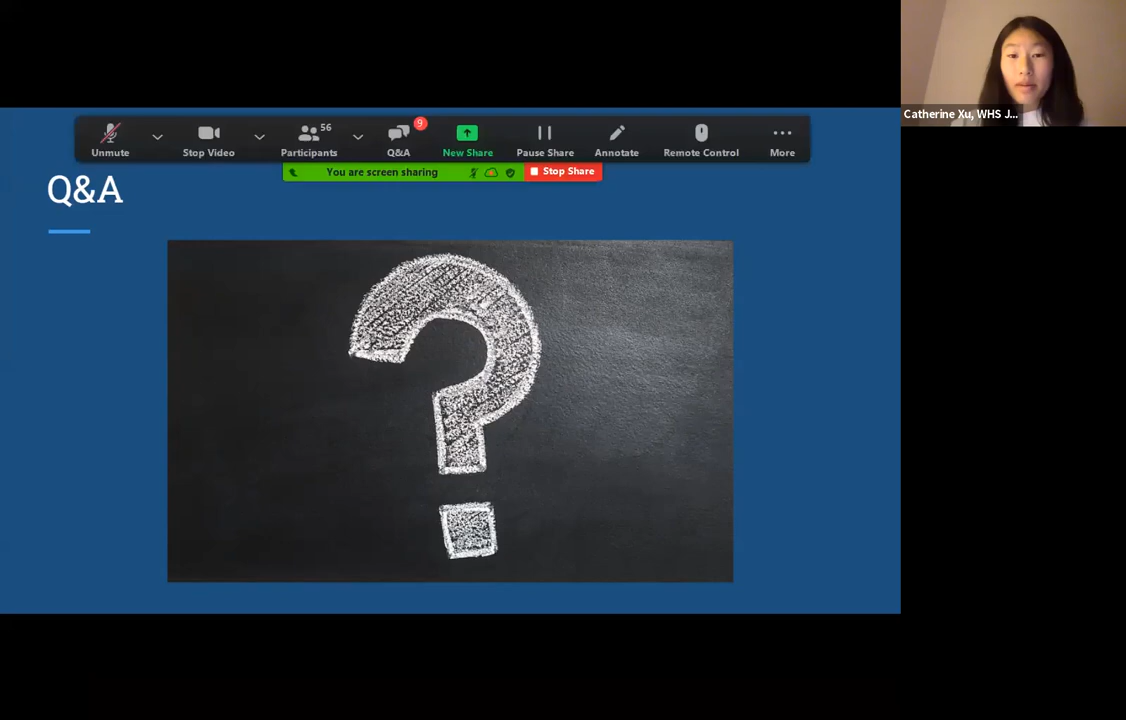 Catherine Xu, WHS J...
56
9
Unmute
Stop Video
Participants
Q&A
New Share
Pause Share
Annotate
Remote Control
More
You are screen sharing
Stop Share
Q&A